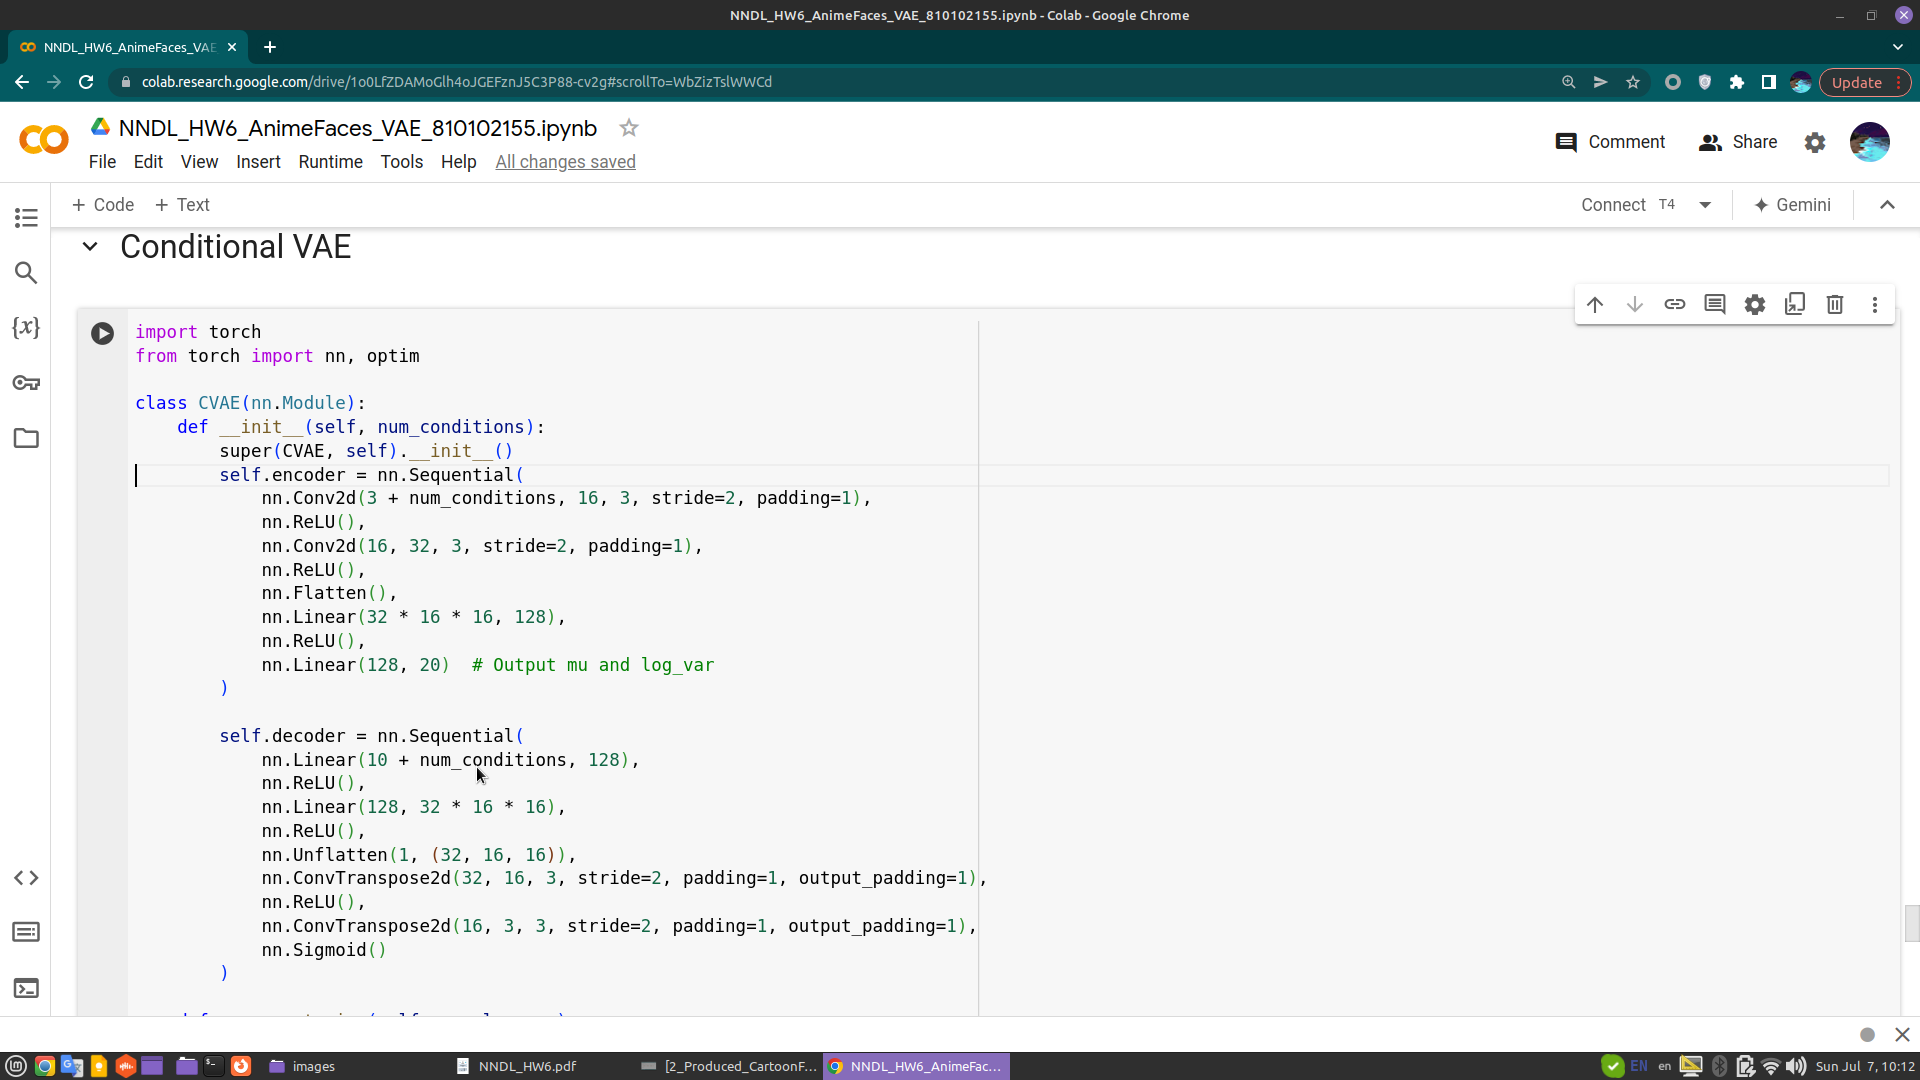 NNDL_HW6_AnimeFaces_VAE_810102155.ipynb - Colab - Google Chrome
NNDL_HW6_AnimeFaces_VAE
colab.research.google.com/drive/1o0LfZDAMoGlh4oJGEFznJ5C3P88-cv2g#scrollTo=WbZizTslWWCd
Update
NNDL_HW6_AnimeFaces_VAE_810102155.ipynb
Comment
Share
File Edit View Insert Runtime Tools Help All changes saved
+ Code + Text
Connect T4
Gemini
Conditional VAE
import torch
from torch import nn, optim
class CVAE(nn.Module):
def __init__(self, num_conditions):
super(CVAE, self).__init__()
self.encoder = nn.Sequential(
nn.Conv2d(3 + num_conditions, 16, 3, stride=2, padding=1),
nn.ReLU(),
nn.Conv2d(16, 32, 3, stride=2, padding=1),
nn.ReLU(),
nn.Flatten(),
nn.Linear(32 * 16 * 16, 128),
nn.ReLU(),
nn.Linear(128, 20)  # Output mu and log_var
)
self.decoder = nn.Sequential(
nn.Linear(10 + num_conditions, 128),
nn.ReLU(),
nn.Linear(128, 32 * 16 * 16),
nn.ReLU(),
nn.Unflatten(1, (32, 16, 16)),
nn.ConvTranspose2d(32, 16, 3, stride=2, padding=1, output_padding=1),
nn.ReLU(),
nn.ConvTranspose2d(16, 3, 3, stride=2, padding=1, output_padding=1),
nn.Sigmoid()
)
images
NNDL_HW6.pdf
[2_Produced_CartoonF...
NNDL_HW6_AnimeFac...
EN en
Sun Jul 7, 10:12